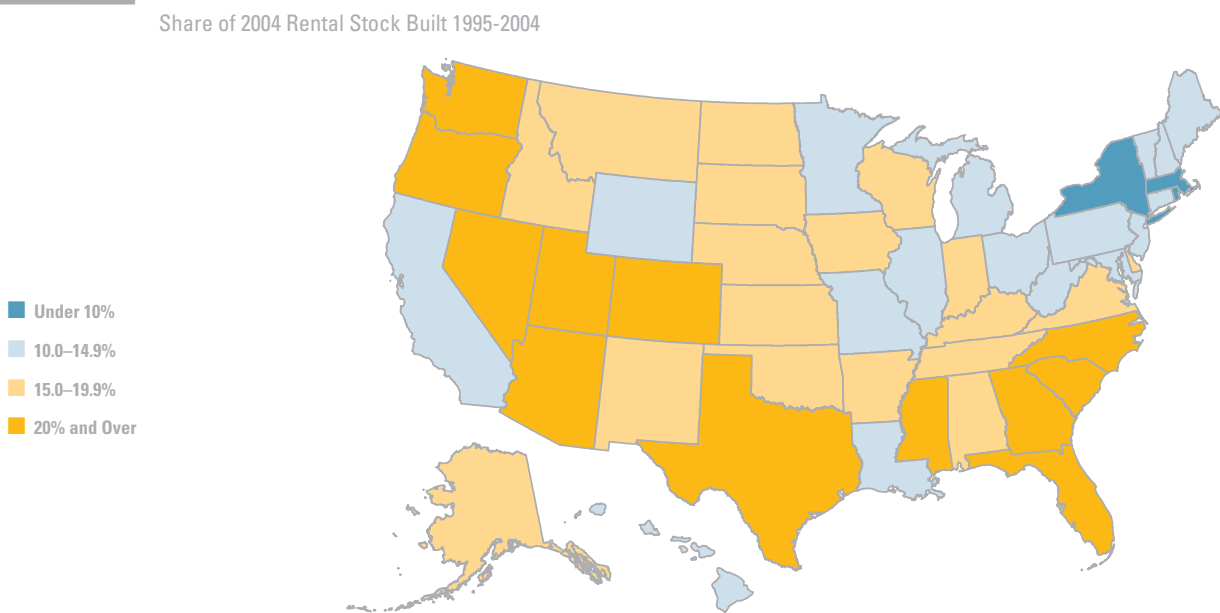 Share of 2004 Rental Stock Built 1995-2004
Under 10%
10.0–14.9%
15.0–19.9%
20% and Over